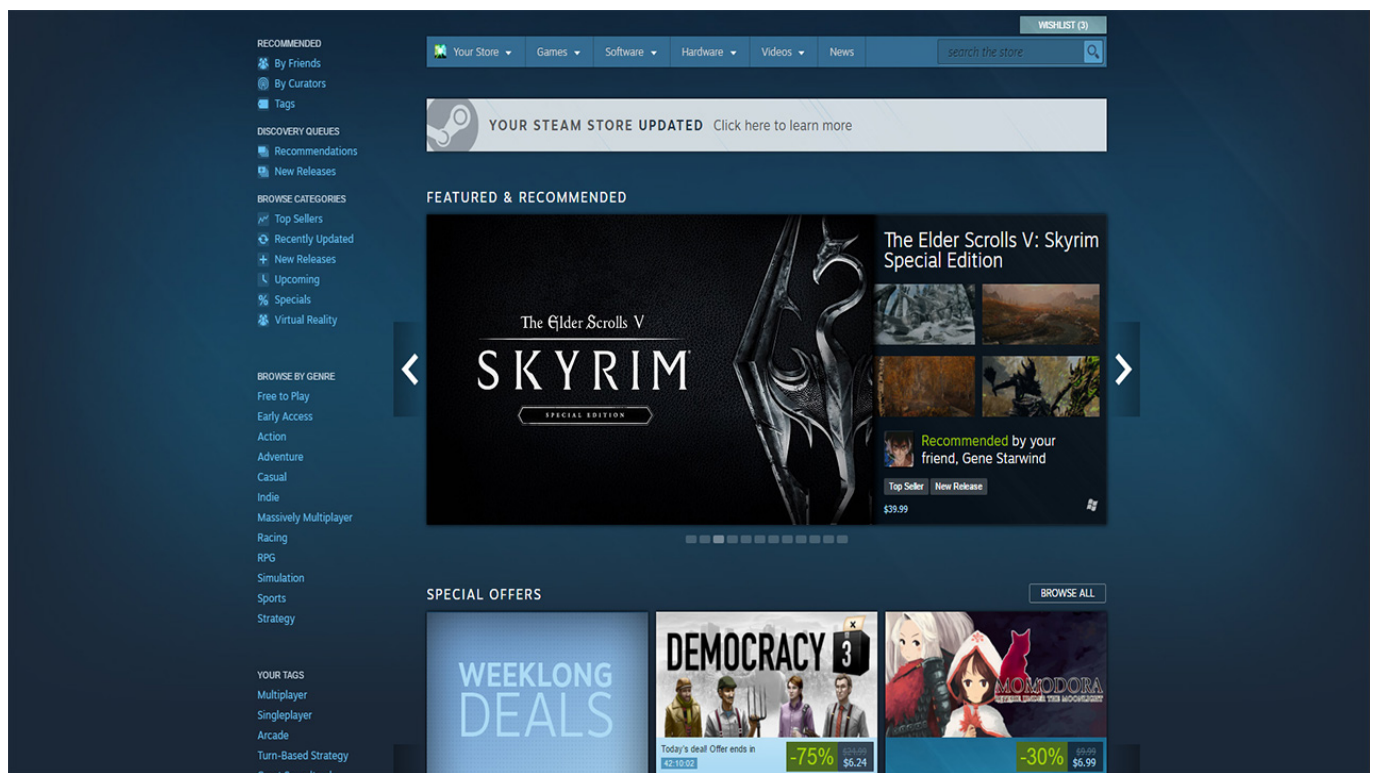 WISHLIST (3)
Your Store
Games
Software
Hardware
Videos
News
search the store
RECOMMENDED
By Friends
By Curators
Tags
DISCOVERY QUEUES
Recommendations
New Releases
BROWSE CATEGORIES
Top Sellers
Recently Updated
New Releases
Upcoming
Specials
Virtual Reality
BROWSE BY GENRE
Free to Play
Early Access
Action
Adventure
Casual
Indie
Massively Multiplayer
Racing
RPG
Simulation
Sports
Strategy
YOUR TAGS
Multiplayer
Singleplayer
Arcade
Turn-Based Strategy
YOUR STEAM STORE UPDATED Click here to learn more
FEATURED & RECOMMENDED
The Elder Scrolls V
SKYRIM
SPECIAL EDITION
The Elder Scrolls V: Skyrim
Special Edition
Recommended by your
friend, Gene Starwind
Top Seller
New Release
$39.99
SPECIAL OFFERS
BROWSE ALL
WEEKLONG
DEALS
DEMOCRACY 3
Today's deal! Offer ends in
42:10:02
-75%
$24.99
$6.24
MOMODORA
REVERIE UNDER THE MOONLIGHT
-30%
$9.99
$6.99